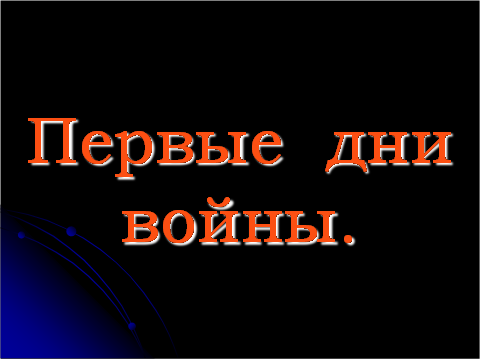 Первые дни
войны.